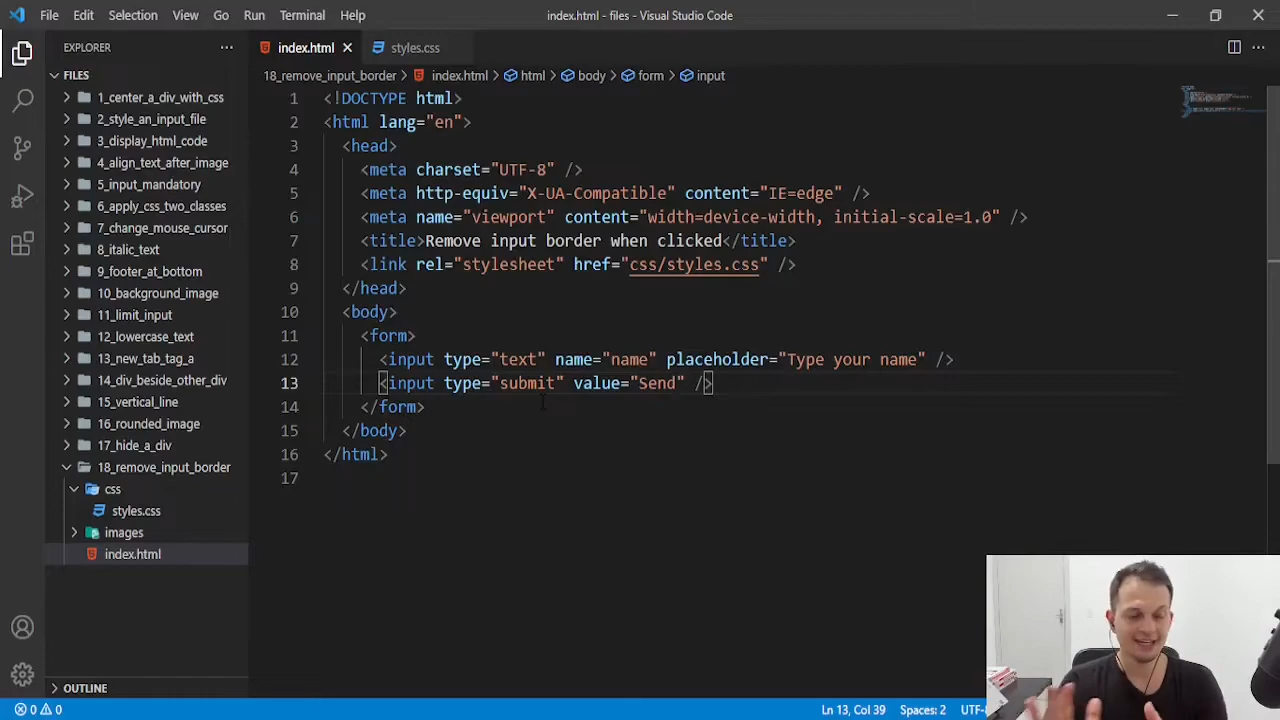 File Edit Selection View Go Run Terminal Help
index.html - files - Visual Studio Code
EXPLORER
FILES
1_center_a_div_with_css
2_style_an_input_file
3_display_html_code
4_align_text_after_image
5_input_mandatory
6_apply_css_two_classes
7_change_mouse_cursor
8_italic_text
9_footer_at_bottom
10_background_image
11_limit_input
12_lowercase_text
13_new_tab_tag_a
14_div_beside_other_div
15_vertical_line
16_rounded_image
17_hide_a_div
18_remove_input_border
css
styles.css
images
index.html
OUTLINE
index.html styles.css
18_remove_input_border > index.html > html > body > form > input
1 <!DOCTYPE html>
2 <html lang="en">
3 <head>
4 <meta charset="UTF-8" />
5 <meta http-equiv="X-UA-Compatible" content="IE=edge" />
6 <meta name="viewport" content="width=device-width, initial-scale=1.0" />
7 <title>Remove input border when clicked</title>
8 <link rel="stylesheet" href="css/styles.css" />
9 </head>
10 <body>
11 <form>
12 <input type="text" name="name" placeholder="Type your name" />
13 <input type="submit" value="Send" />
14 </form>
15 </body>
16 </html>
17
0 0 Ln 13, Col 39 Spaces: 2 UTF-8